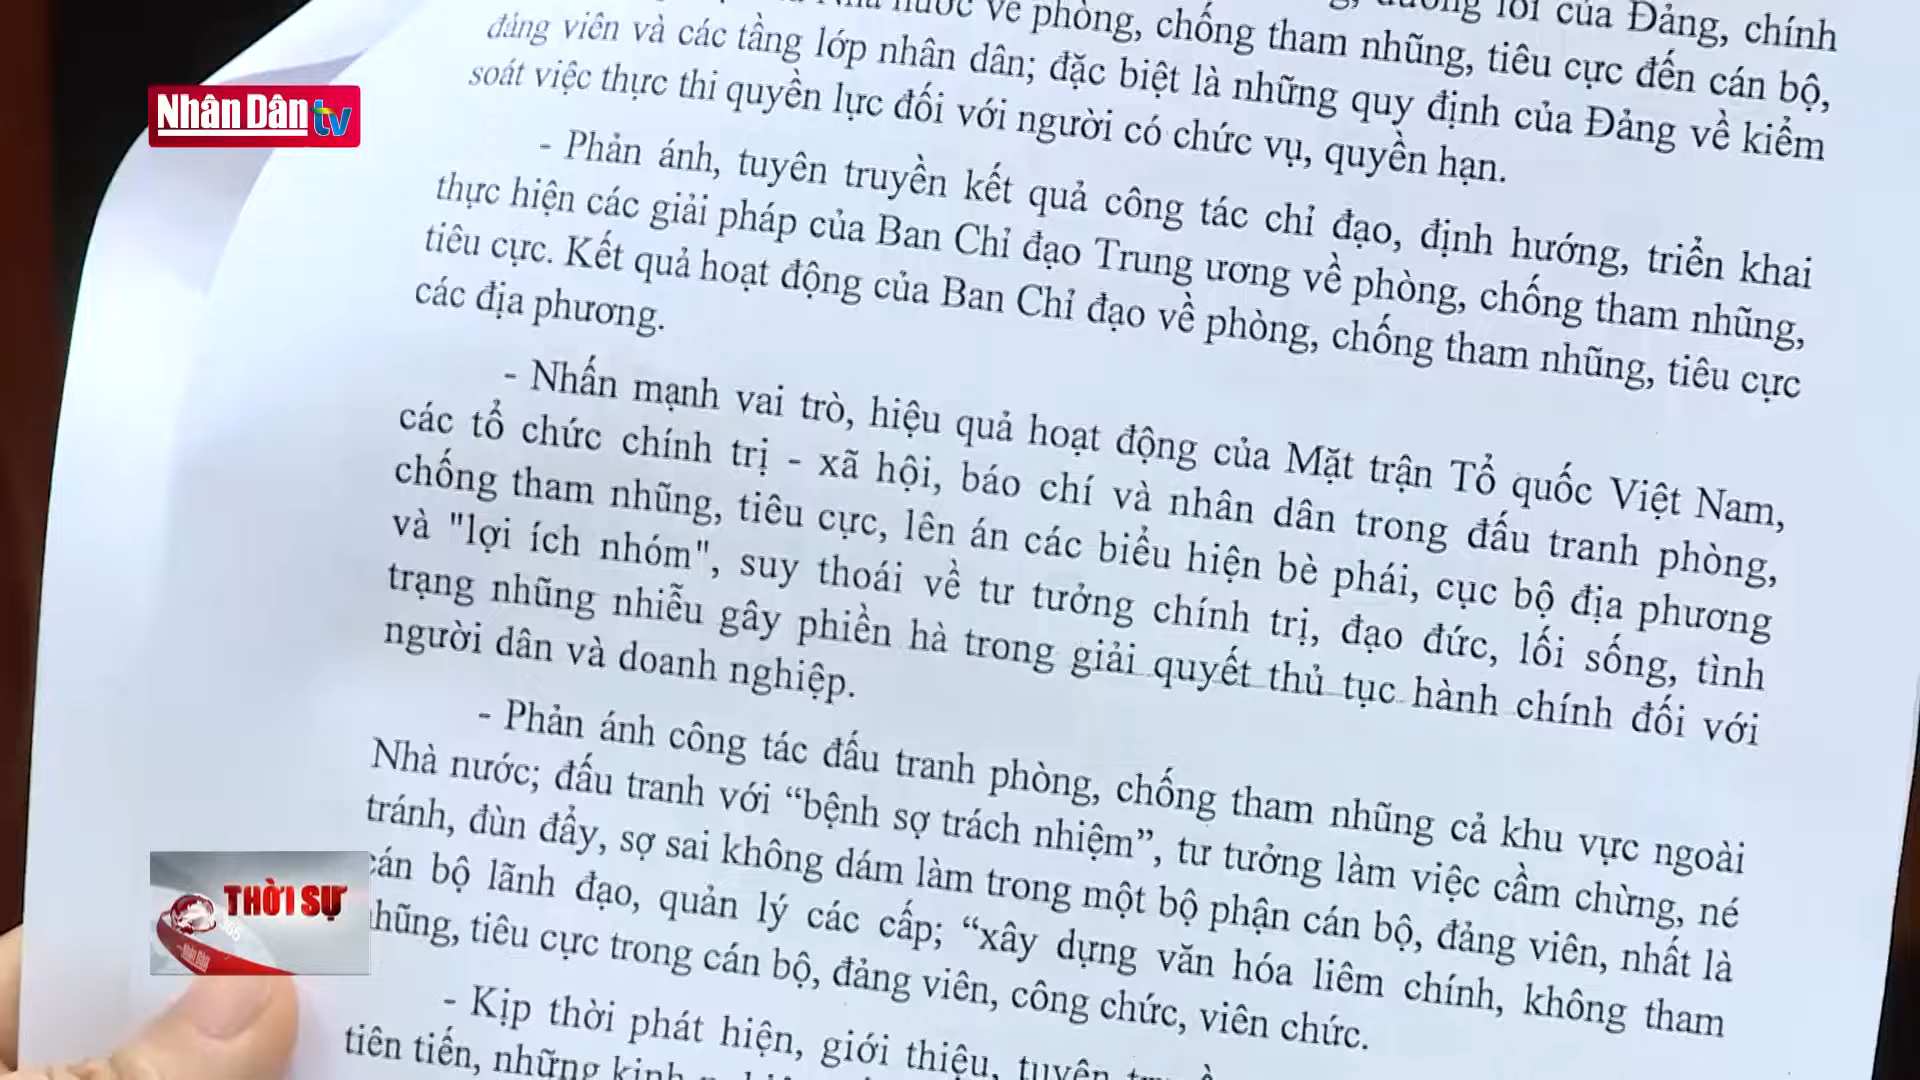 nước về phòng, chống tham nhũng, tiêu cực đến cán bộ,
lối của Đảng, chính
đảng viên và các tầng lớp nhân dân; đặc biệt là những quy định của Đảng về kiểm
soát việc thực thi quyền lực đối với người có chức vụ, quyền hạn.
Nhân Dân tv
- Phản ánh, tuyên truyền kết quả công tác chỉ đạo, định hướng, triển khai
thực hiện các giải pháp của Ban Chỉ đạo Trung ương về phòng, chống tham nhũng,
tiêu cực. Kết quả hoạt động của Ban Chỉ đạo về phòng, chống tham nhũng, tiêu cực
các địa phương.
- Nhấn mạnh vai trò, hiệu quả hoạt động của Mặt trận Tổ quốc Việt Nam,
các tổ chức chính trị - xã hội, báo chí và nhân dân trong đấu tranh phòng,
chống tham nhũng, tiêu cực, lên án các biểu hiện bè phái, cục bộ địa phương
và "lợi ích nhóm", suy thoái về tư tưởng chính trị, đạo đức, lối sống, tình
trạng nhũng nhiễu gây phiền hà trong giải quyết thủ tục hành chính đối với
người dân và doanh nghiệp.
- Phản ánh công tác đấu tranh phòng, chống tham nhũng cả khu vực ngoài
Nhà nước; đấu tranh với “bệnh sợ trách nhiệm”, tư tưởng làm việc cầm chừng, né
tránh, đùn đẩy, sợ sai không dám làm trong một bộ phận cán bộ, đảng viên, nhất là
cán bộ lãnh đạo, quản lý các cấp; “xây dựng văn hóa liêm chính, không tham
nhũng, tiêu cực trong cán bộ, đảng viên, công chức, viên chức.
THỜI SỰ
365
NHÂN DÂN
- Kịp thời phát hiện, giới thiệu, tuyên
tiên tiến, những kinh